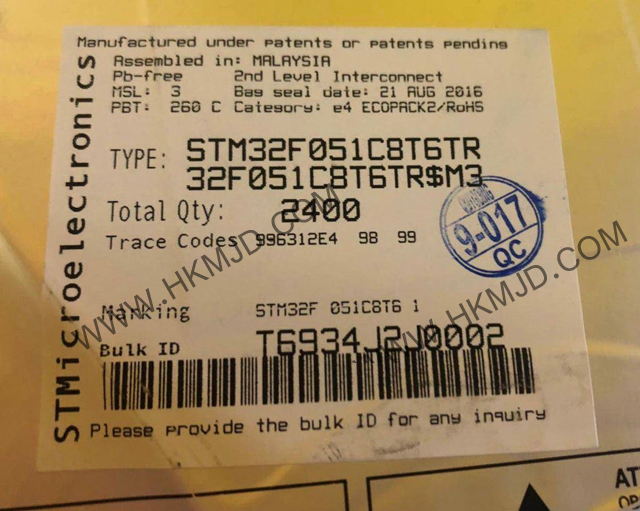 Manufactured under patents or patents pending
Assembled in: MALAYSIA
Pb-free 2nd Level Interconnect
MSL: 3 Bag seal date: 21 AUG 2016
PBT: 260 C Category: e4 ECOPACK2/RoHS
TYPE: STM32F051C8T6TR
32F051C8T6TR$M3
Total Qty: 2400
Trace Codes 996312E4 98 99
Marking STM32F 051C8T6 1
Bulk ID T6934J2J0002
Please provide the bulk ID for any inquiry
STMicroelectronics
9-017
QC
WWW.HKMJD.COM
WWW.HKMJD.COM
AT